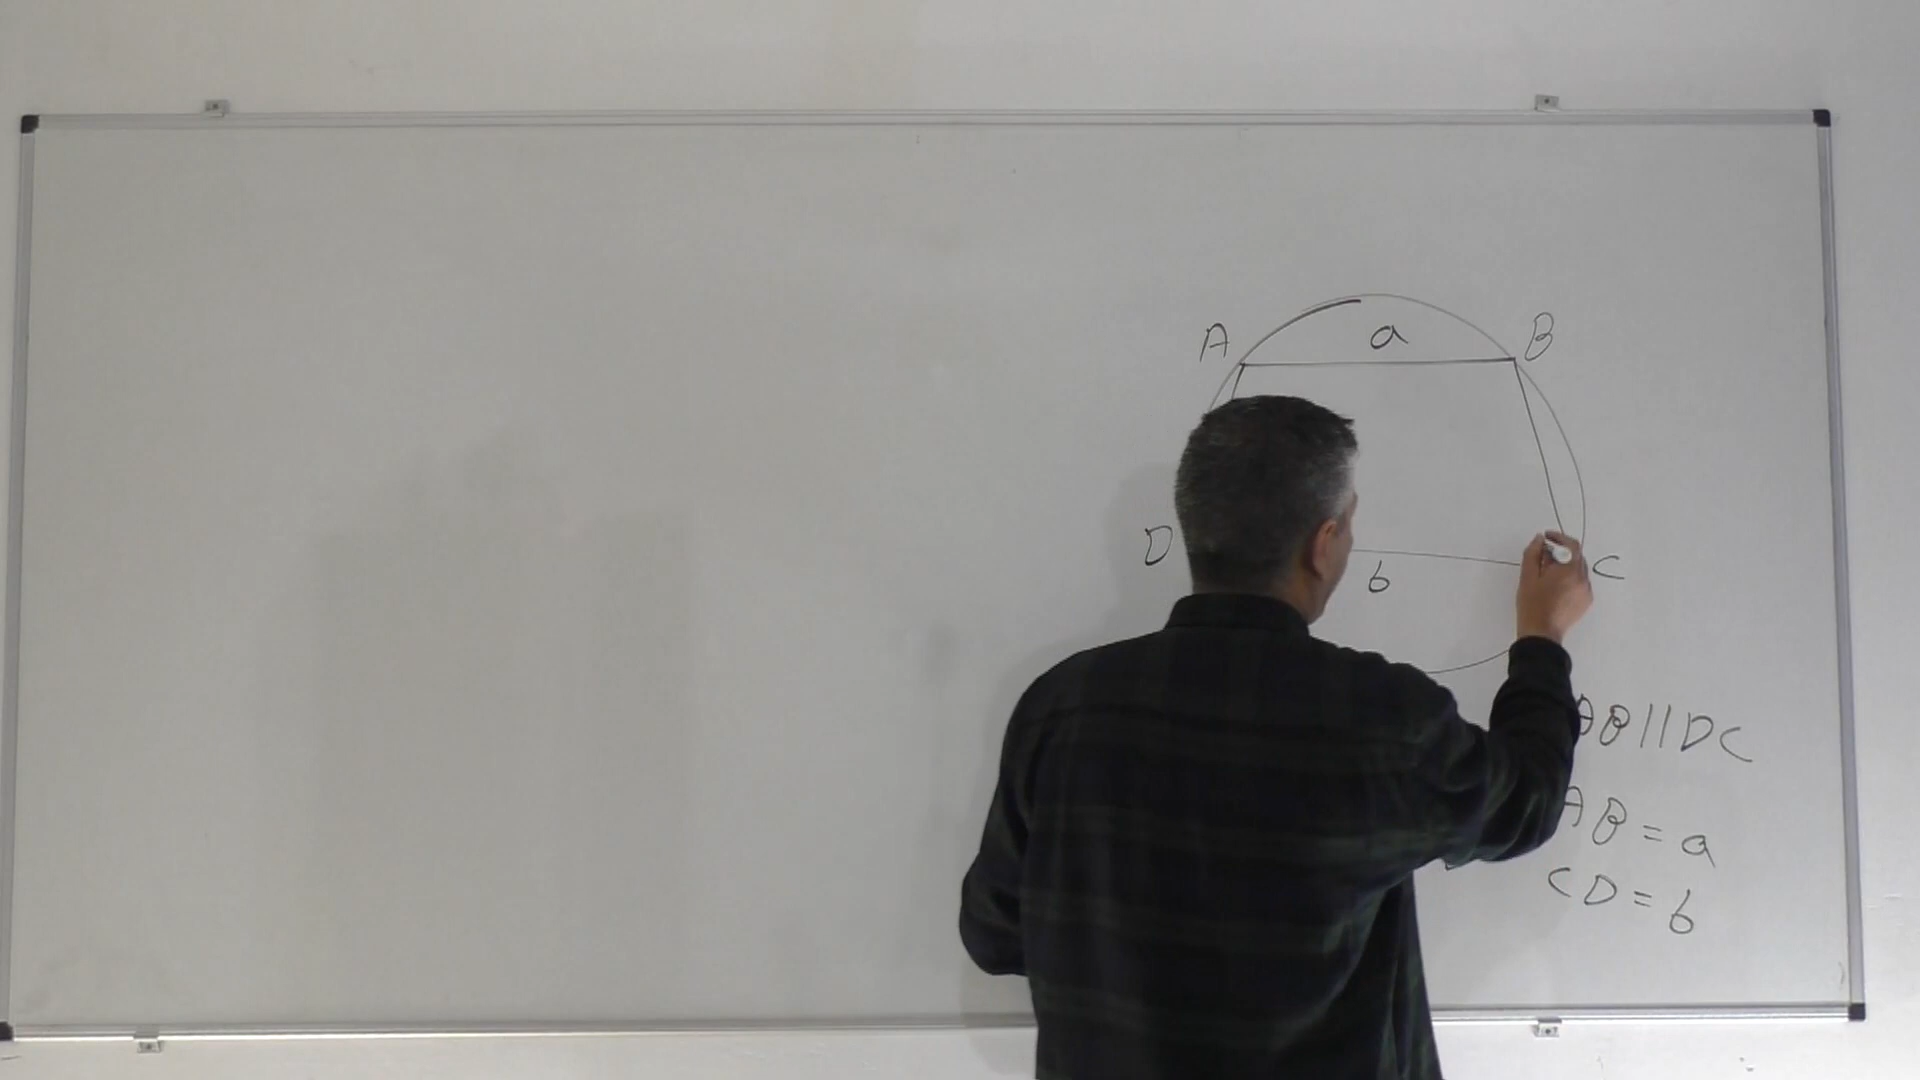 A a B
D b C
AB//DC
AB = a
CD = b